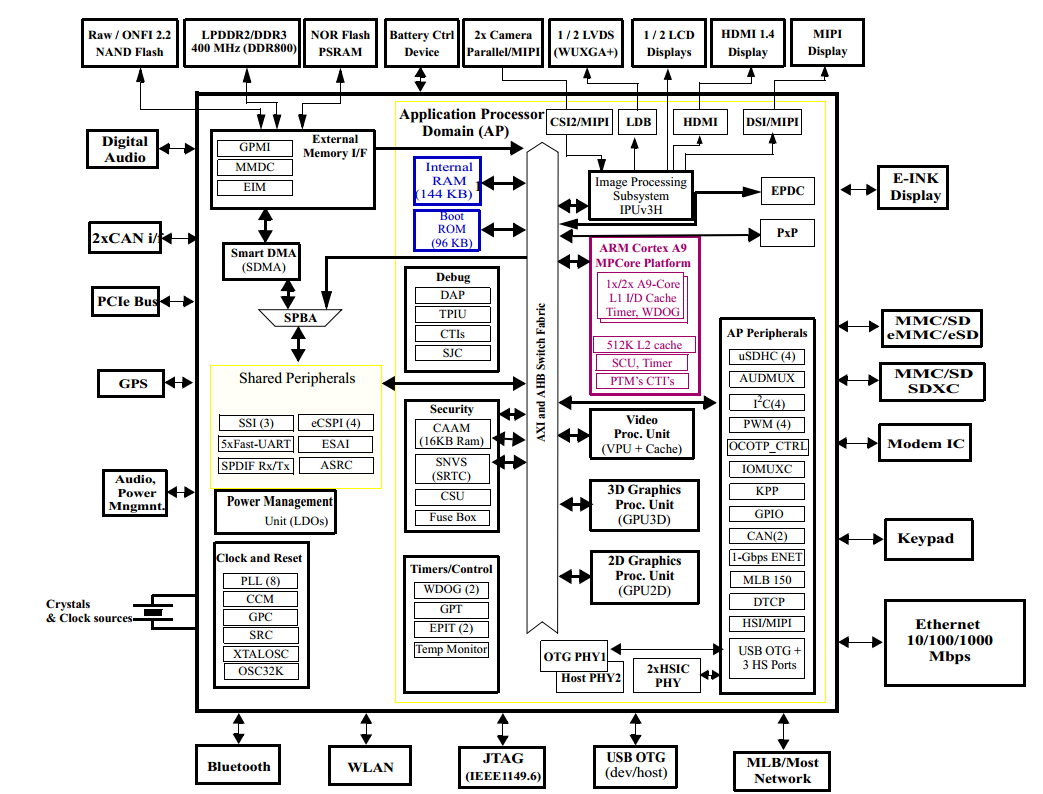 Raw / ONFI 2.2
NAND Flash
LPDDR2/DDR3
400 MHz (DDR800)
NOR Flash
PSRAM
Battery Ctrl
Device
2x Camera
Parallel/MIPI
1 / 2 LVDS
(WUXGA+)
1 / 2 LCD
Displays
HDMI 1.4
Display
MIPI
Display
Digital
Audio
2xCAN i/f
PCIe Bus
GPS
Audio,
Power
Mngmnt.
Crystals
& Clock sources
External
Memory I/F
GPMI
MMDC
EIM
Smart DMA
(SDMA)
SPBA
Shared Peripherals
SSI (3)
eCSPI (4)
5xFast-UART
ESAI
SPDIF Rx/Tx
ASRC
Power Management
Unit (LDOs)
Clock and Reset
PLL (8)
CCM
GPC
SRC
XTALOSC
OSC32K
Application Processor
Domain (AP)
Internal
RAM
(144 KB)
Boot
ROM
(96 KB)
Debug
DAP
TPIU
CTIs
SJC
Security
CAAM
(16KB Ram)
SNVS
(SRTC)
CSU
Fuse Box
Timers/Control
WDOG (2)
GPT
EPIT (2)
Temp Monitor
AXI and AHB Switch Fabric
CSI2/MIPI
LDB
HDMI
DSI/MIPI
Image Processing
Subsystem
IPUv3H
EPDC
PxP
ARM Cortex A9
MPCore Platform
1x/2x A9-Core
L1 I/D Cache
Timer, WDOG
512K L2 cache
SCU, Timer
PTM's CTI's
Video
Proc. Unit
(VPU + Cache)
3D Graphics
Proc. Unit
(GPU3D)
2D Graphics
Proc. Unit
(GPU2D)
OTG PHY1
Host PHY2
2xHSIC
PHY
AP Peripherals
uSDHC (4)
AUDMUX
I²C(4)
PWM (4)
OCOTP_CTRL
IOMUXC
KPP
GPIO
CAN(2)
1-Gbps ENET
MLB 150
DTCP
HSI/MIPI
USB OTG +
3 HS Ports
E-INK
Display
MMC/SD
eMMC/eSD
MMC/SD
SDXC
Modem IC
Keypad
Ethernet
10/100/1000
Mbps
Bluetooth
WLAN
JTAG
(IEEE1149.6)
USB OTG
(dev/host)
MLB/Most
Network